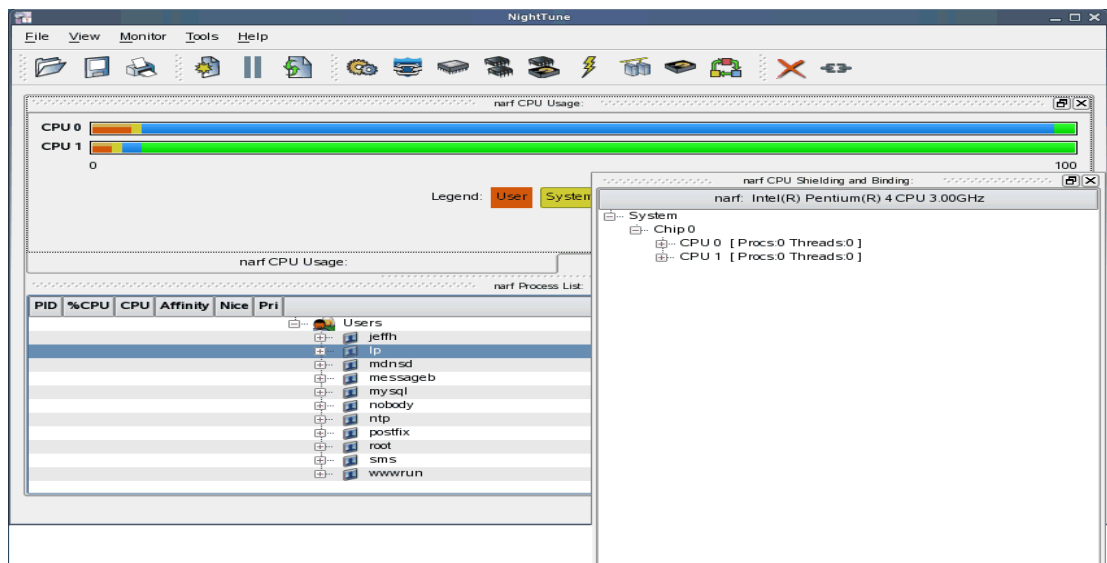 NightTune
File View Monitor Tools Help
narf CPU Usage:
CPU 0
CPU 1
0 100
Legend: User System
narf CPU Usage:
narf Process List:
PID %CPU CPU Affinity Nice Pri
Users
jeffh
lp
mdnsd
messageb
mysql
nobody
ntp
postfix
root
sms
wwwrun
narf CPU Shielding and Binding:
narf: Intel(R) Pentium(R) 4 CPU 3.00GHz
System
Chip 0
CPU 0 [ Procs:0 Threads:0 ]
CPU 1 [ Procs:0 Threads:0 ]